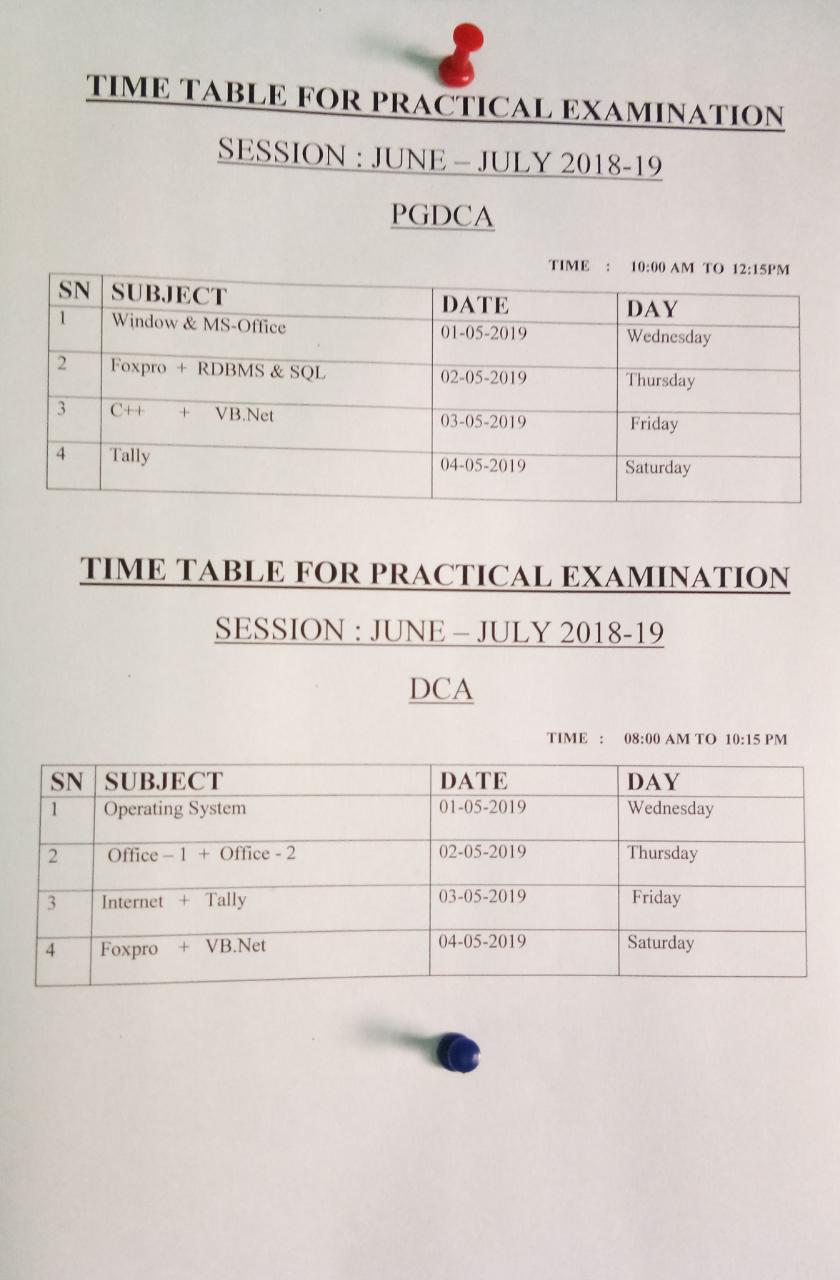 TIME TABLE FOR PRACTICAL EXAMINATION
SESSION : JUNE – JULY 2018-19
PGDCA
TIME : 10:00 AM TO 12:15PM
SN SUBJECT DATE DAY
1 Window & MS-Office 01-05-2019 Wednesday
2 Foxpro + RDBMS & SQL 02-05-2019 Thursday
3 C++ + VB.Net 03-05-2019 Friday
4 Tally 04-05-2019 Saturday
TIME TABLE FOR PRACTICAL EXAMINATION
SESSION : JUNE – JULY 2018-19
DCA
TIME : 08:00 AM TO 10:15 PM
SN SUBJECT DATE DAY
1 Operating System 01-05-2019 Wednesday
2 Office – 1 + Office - 2 02-05-2019 Thursday
3 Internet + Tally 03-05-2019 Friday
4 Foxpro + VB.Net 04-05-2019 Saturday